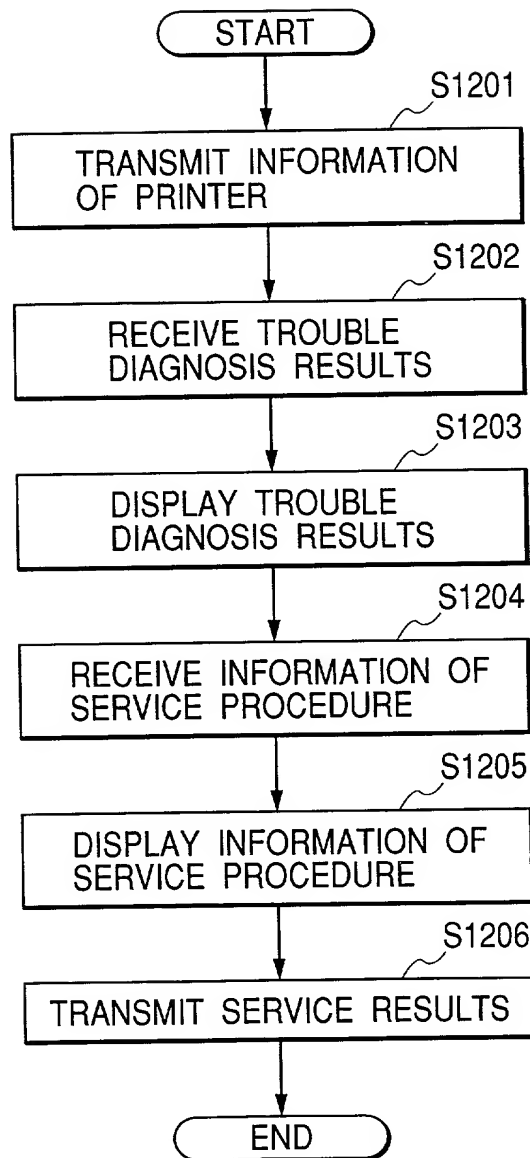 START
S1201
TRANSMIT INFORMATION
OF PRINTER
S1202
RECEIVE TROUBLE
DIAGNOSIS RESULTS
S1203
DISPLAY TROUBLE
DIAGNOSIS RESULTS
S1204
RECEIVE INFORMATION OF
SERVICE PROCEDURE
S1205
DISPLAY INFORMATION OF
SERVICE PROCEDURE
S1206
TRANSMIT SERVICE RESULTS
END